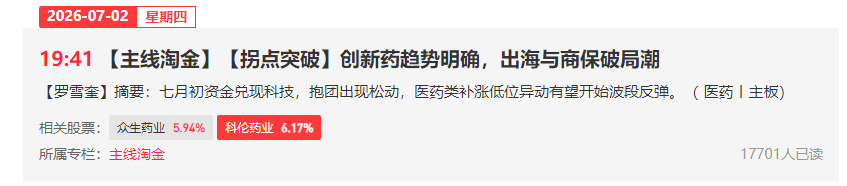 2026-07-02 星期四
19:41 【主线淘金】【拐点突破】创新药趋势明确，出海与商保破局潮
【罗雪奎】摘要：七月初资金兑现科技，抱团出现松动，医药类补涨低位异动有望开始波段反弹。（ 医药丨主板）
相关股票： 众生药业 5.94% 科伦药业 6.17%
所属专栏：主线淘金 17701人已读